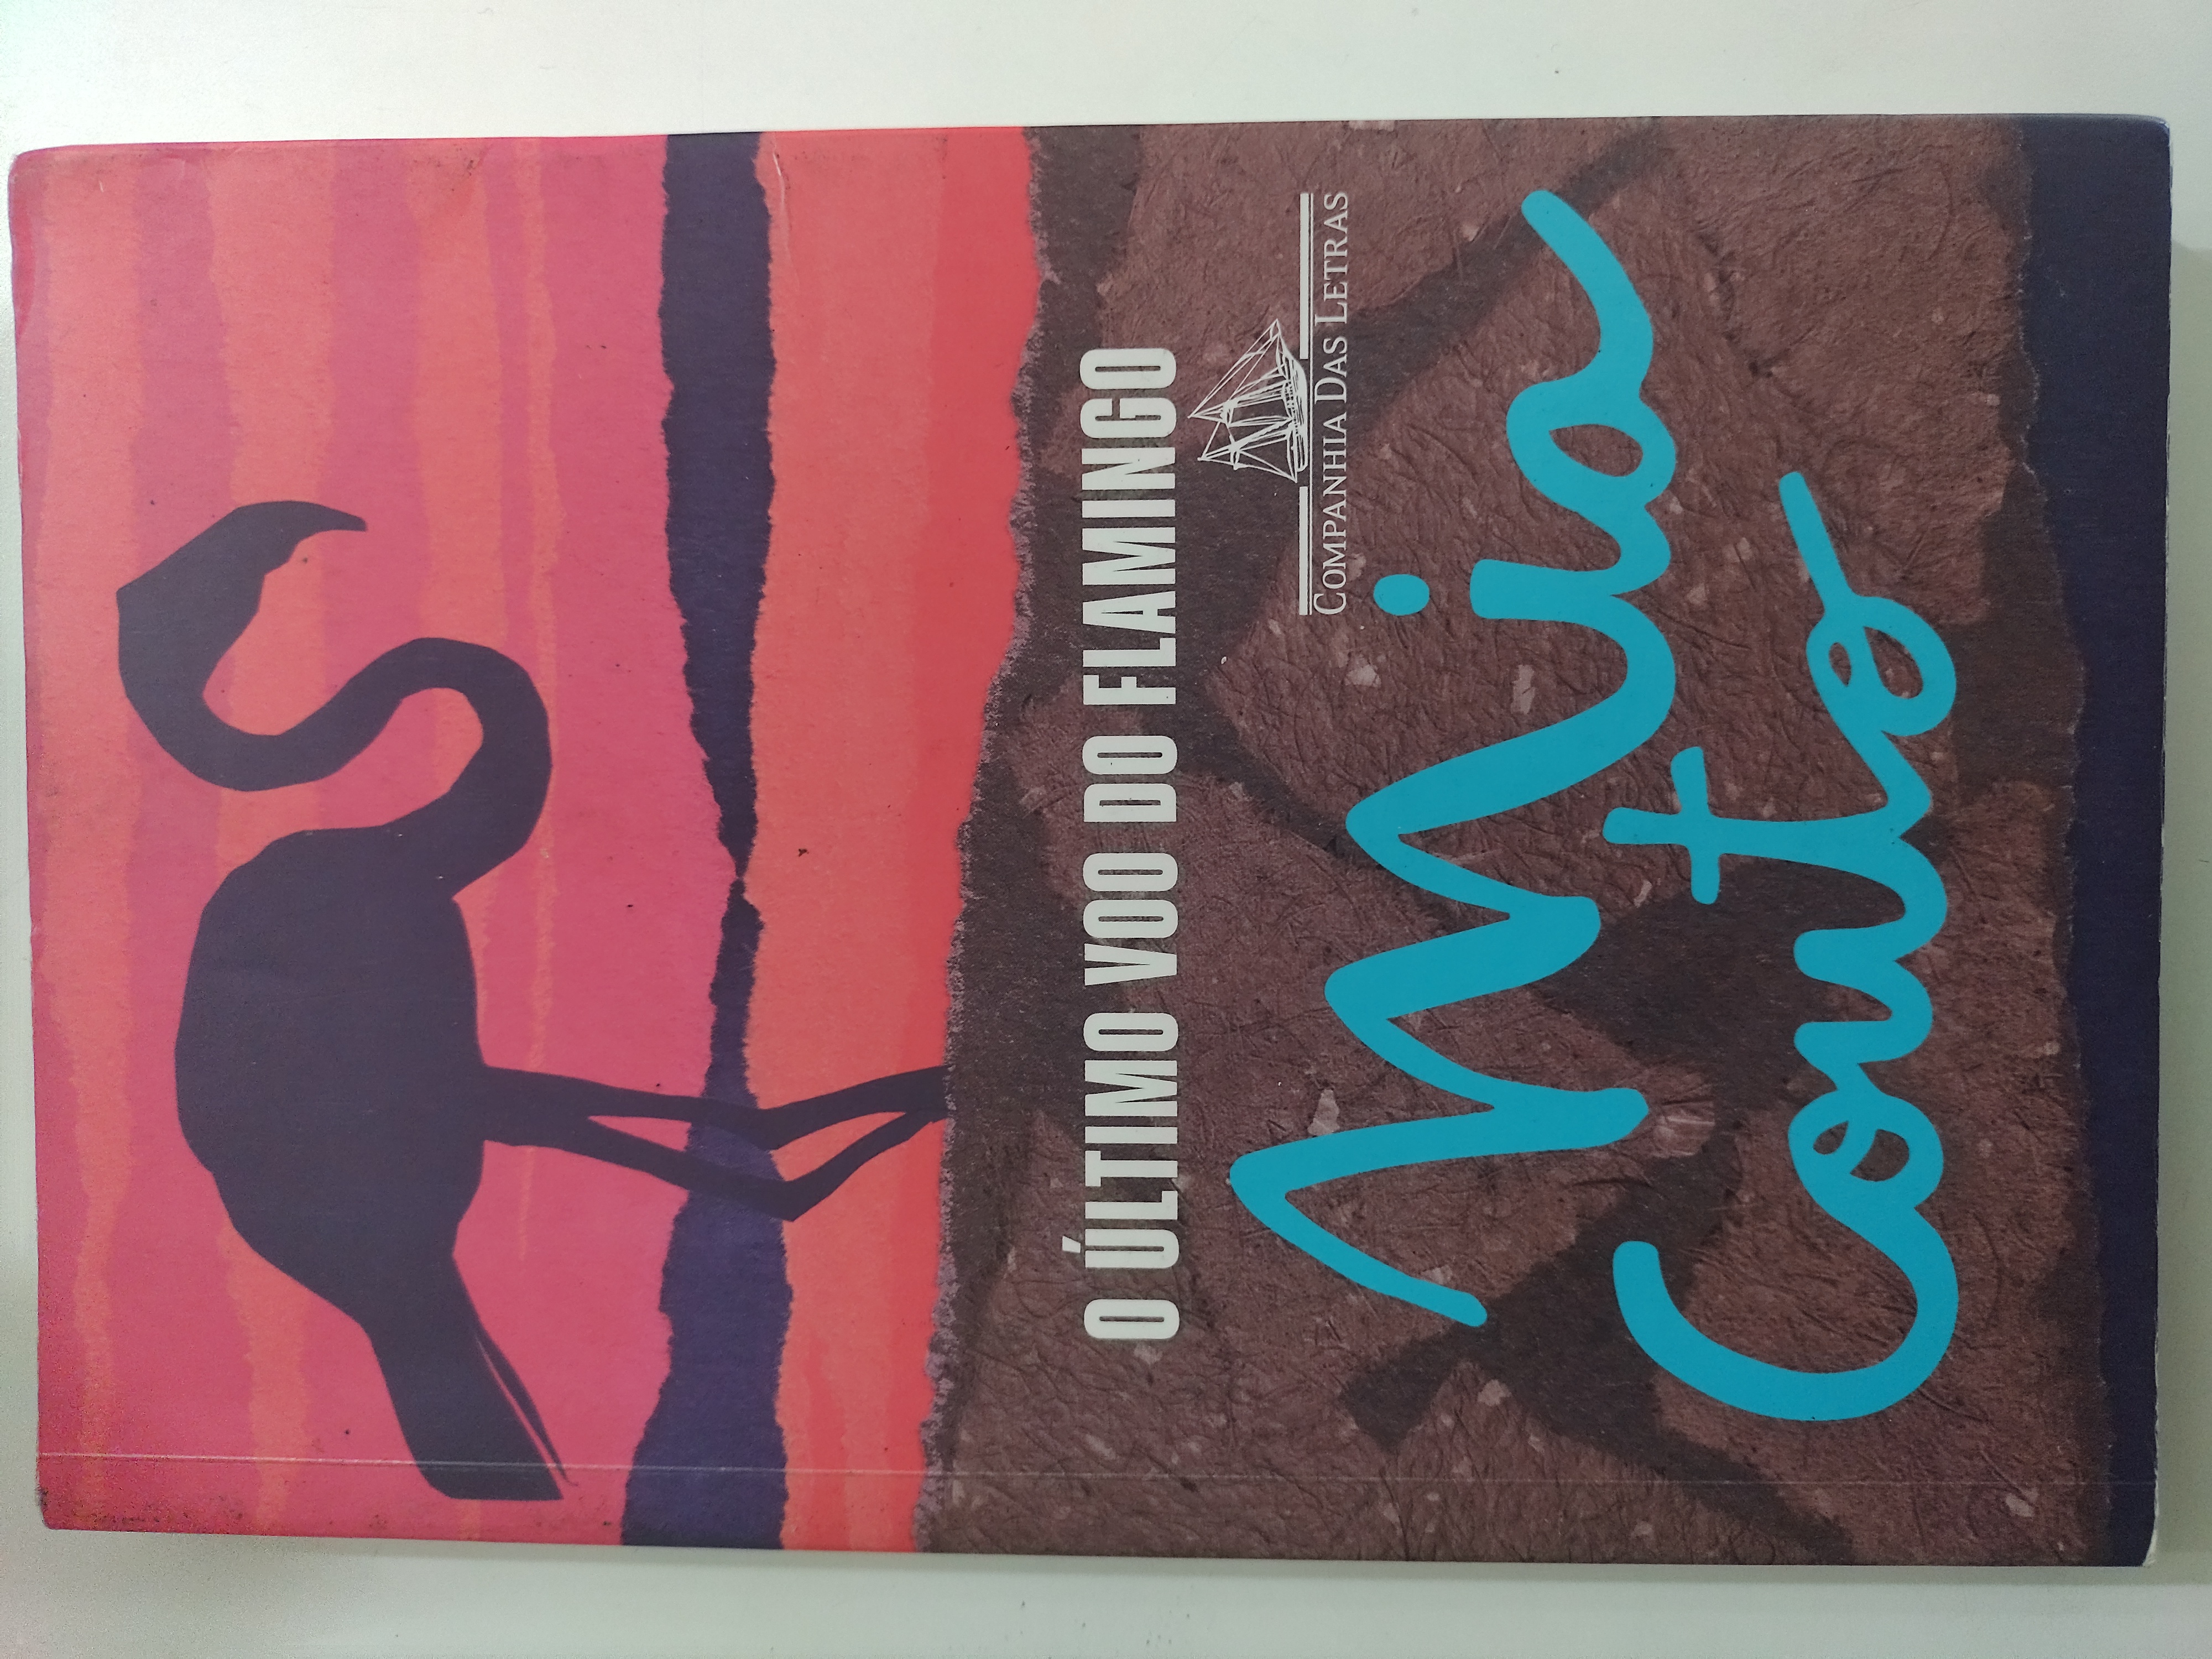 O ÚLTIMO VOO DO FLAMINGO
COMPANHIA DAS LETRAS
Mia
Couto